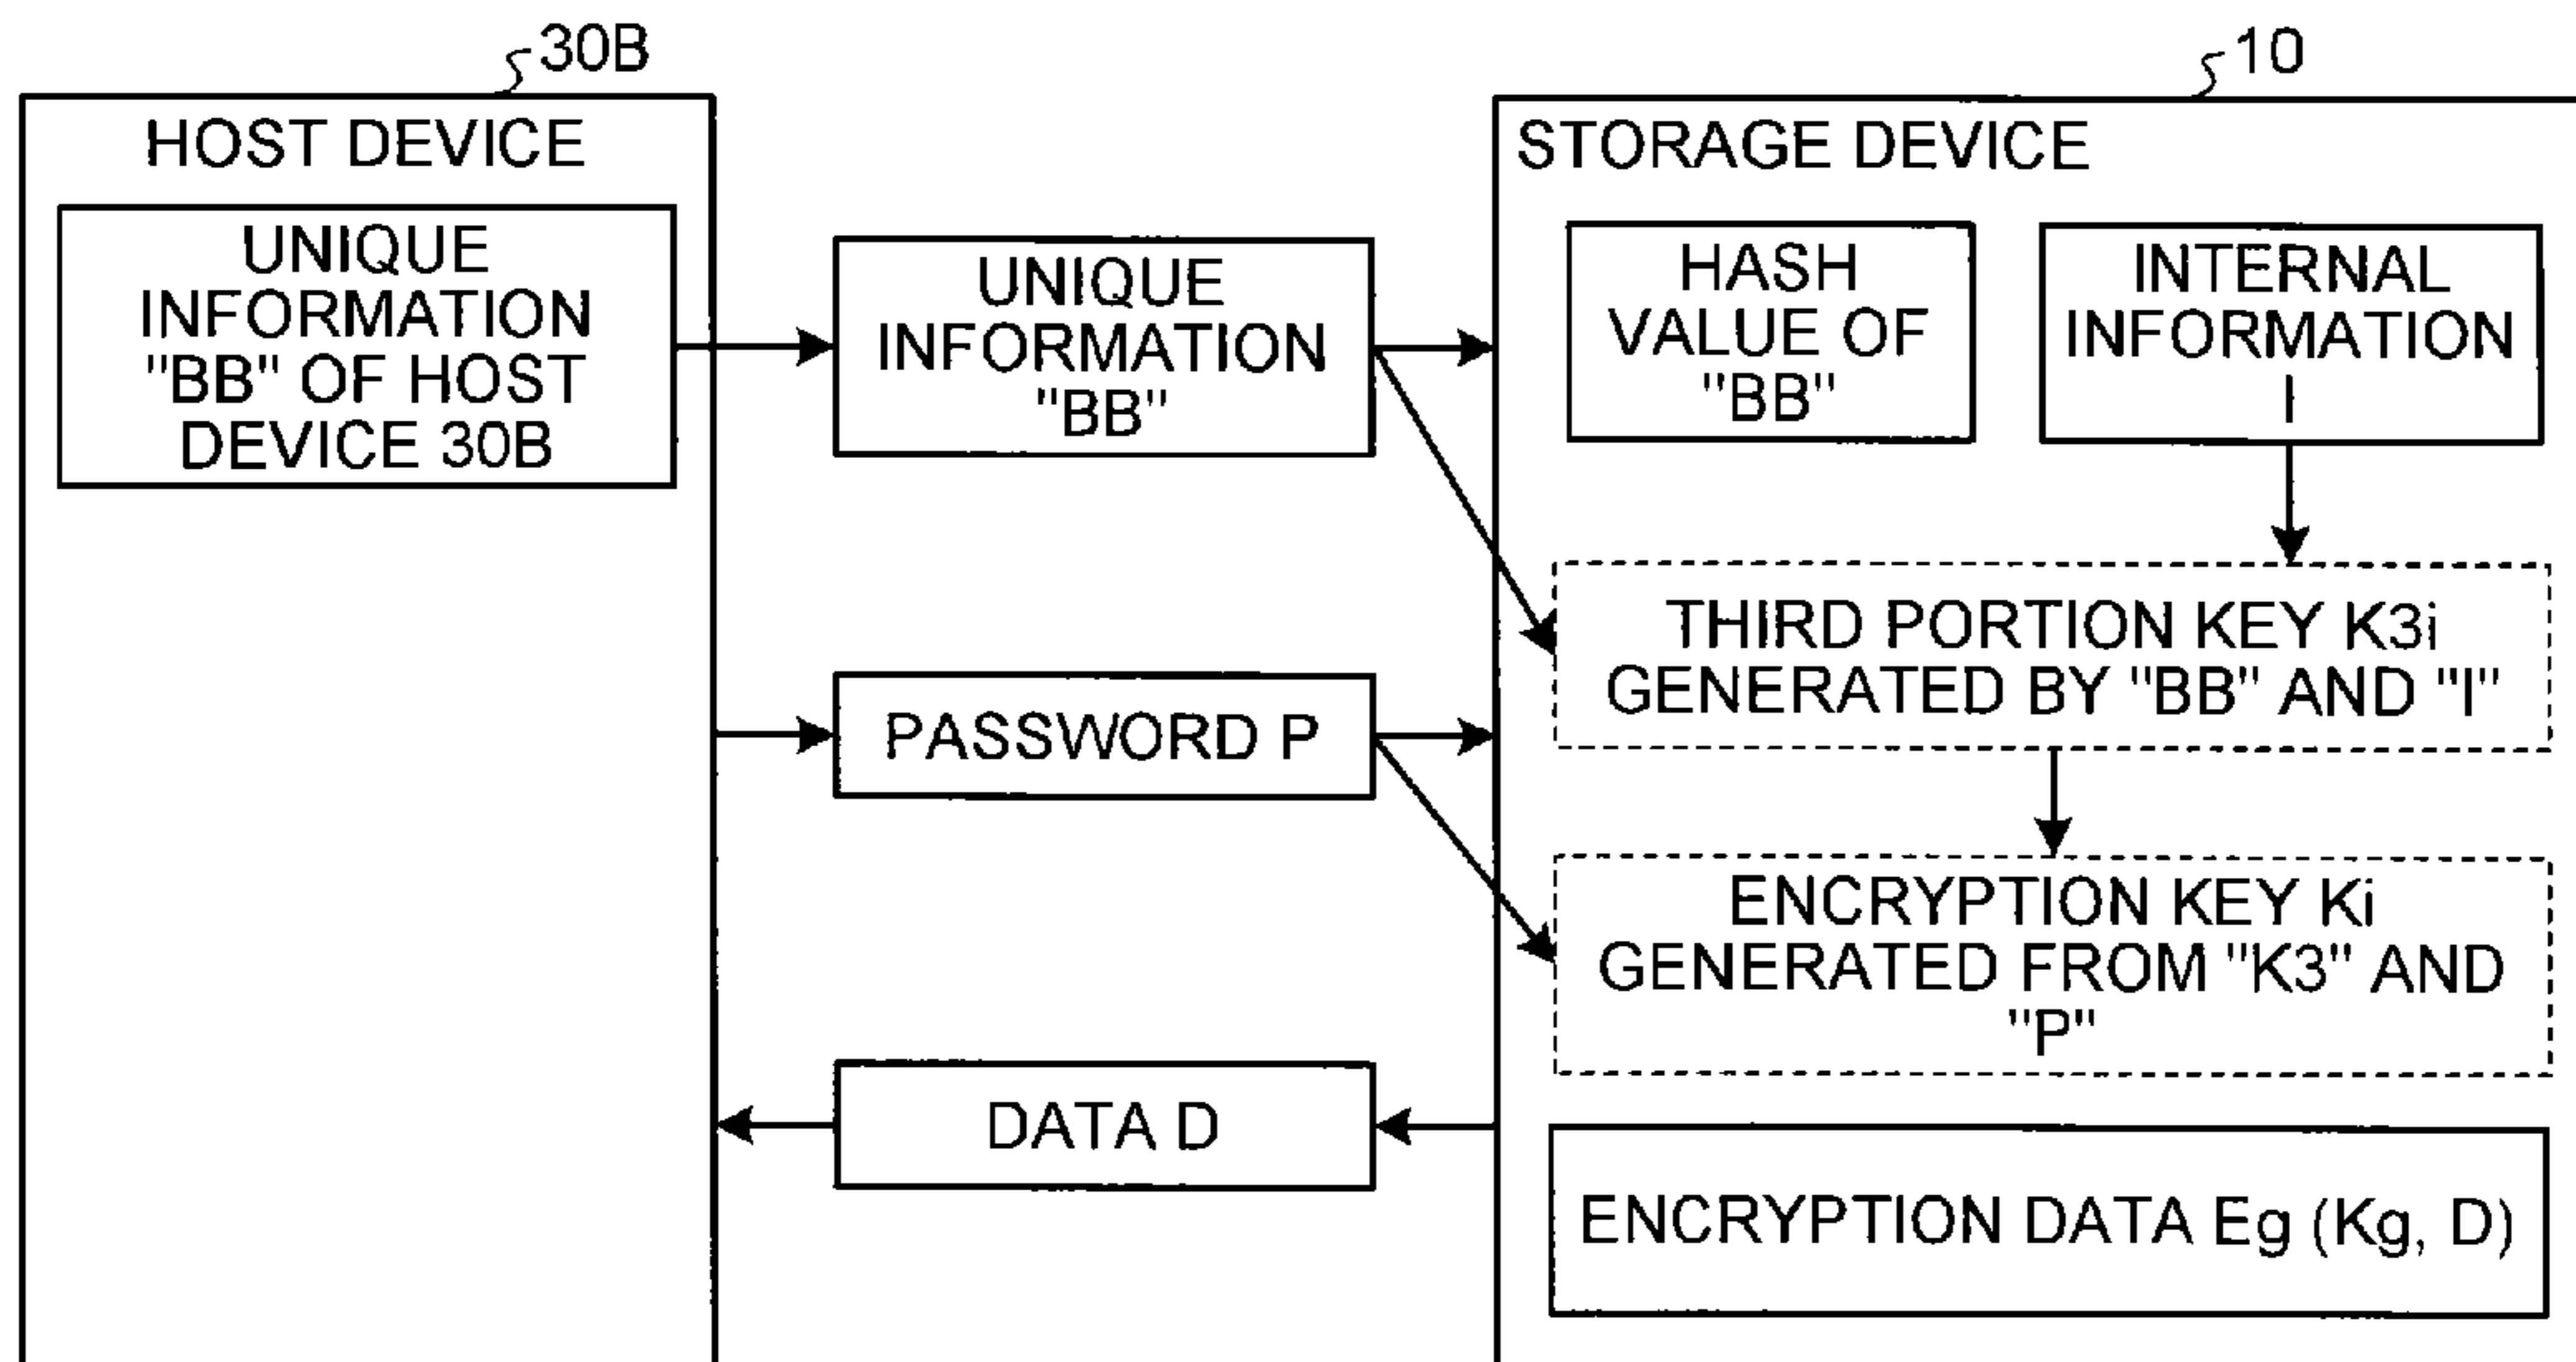 30B
10
HOST DEVICE
UNIQUE
INFORMATION
"BB" OF HOST
DEVICE 30B
UNIQUE
INFORMATION
"BB"
PASSWORD P
DATA D
STORAGE DEVICE
HASH
VALUE OF
"BB"
INTERNAL
INFORMATION
I
THIRD PORTION KEY K3i
GENERATED BY "BB" AND "I"
ENCRYPTION KEY Ki
GENERATED FROM "K3" AND
"P"
ENCRYPTION DATA Eg (Kg, D)